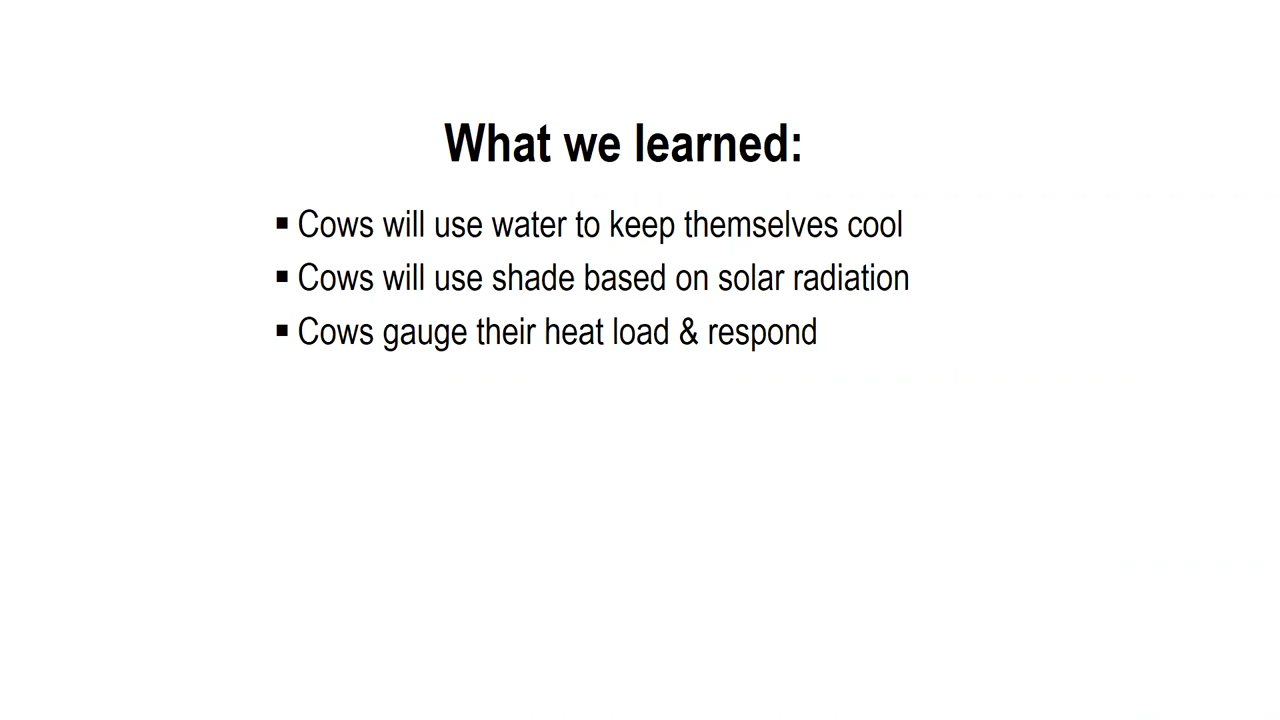 What we learned:
▪ Cows will use water to keep themselves cool
▪ Cows will use shade based on solar radiation
▪ Cows gauge their heat load & respond